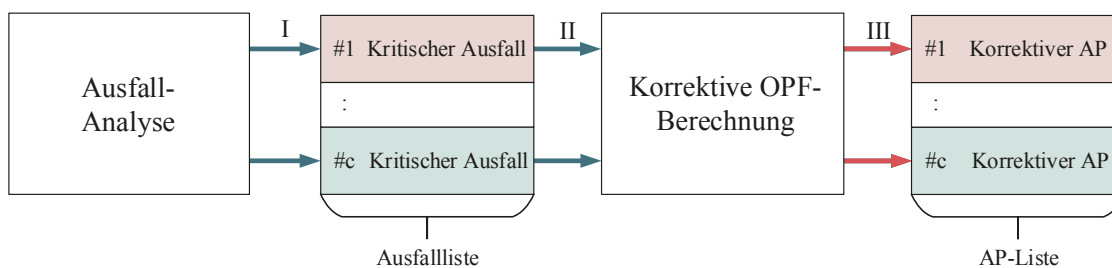 I
II
III
Ausfall-
Analyse
#1 Kritischer Ausfall
:
#c Kritischer Ausfall
Korrektive OPF-
Berechnung
#1 Korrektiver AP
:
#c Korrektiver AP
Ausfallliste
AP-Liste